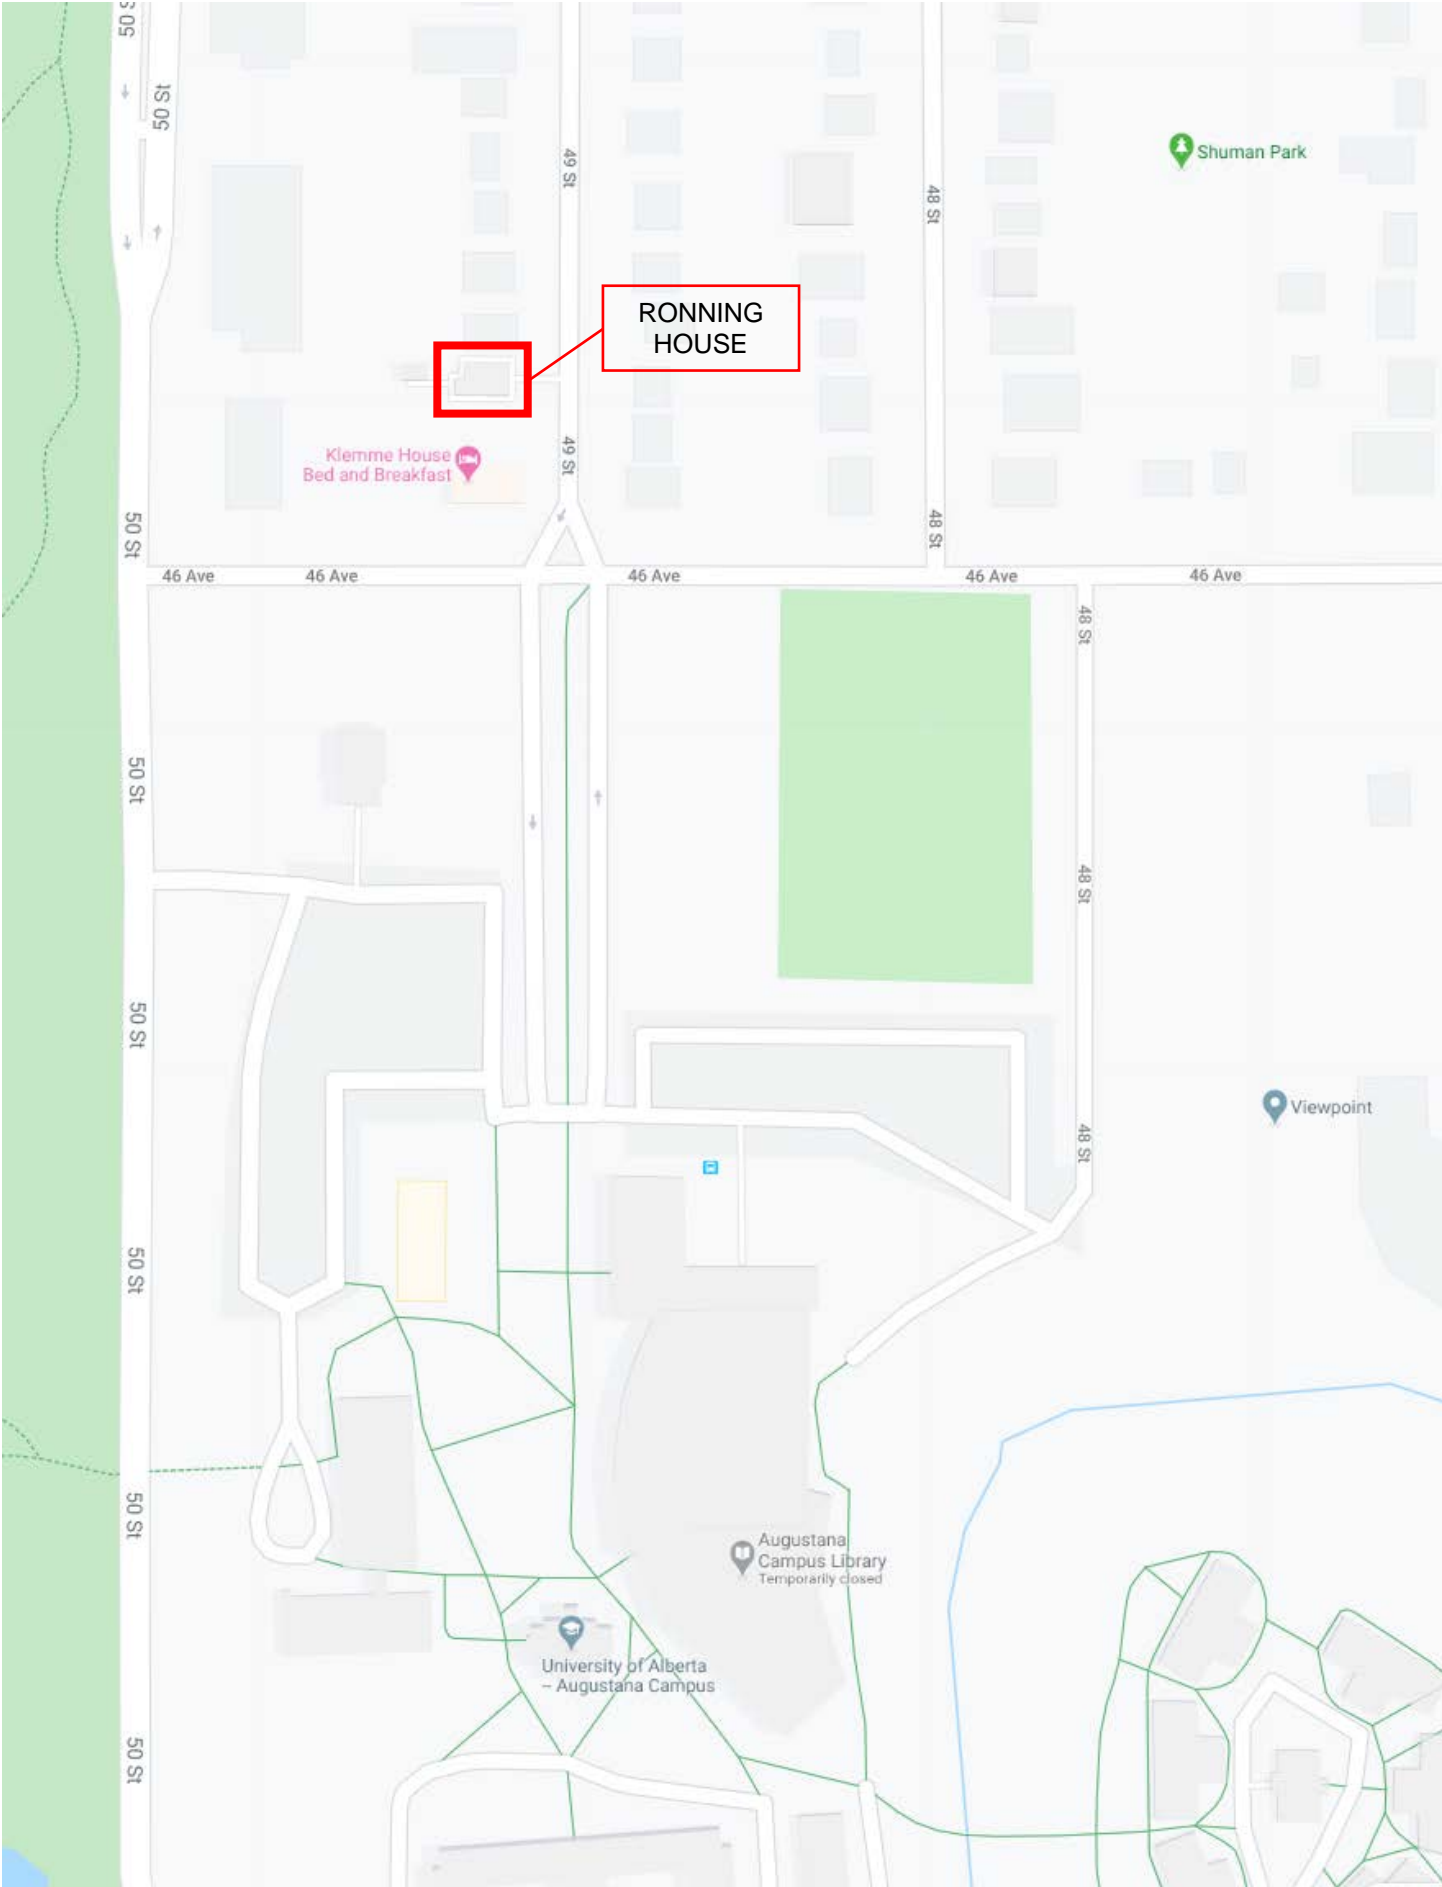 50 S
50 St
49 St
48 St
Shuman Park
RONNING
HOUSE
49 St
Klemme House
Bed and Breakfast
50 St
48 St
46 Ave
46 Ave
46 Ave
46 Ave
46 Ave
48 St
50 St
48 St
50 St
Viewpoint
48 St
50 St
50 St
Augustana
Campus Library
Temporarily closed
University of Alberta
– Augustana Campus
50 St